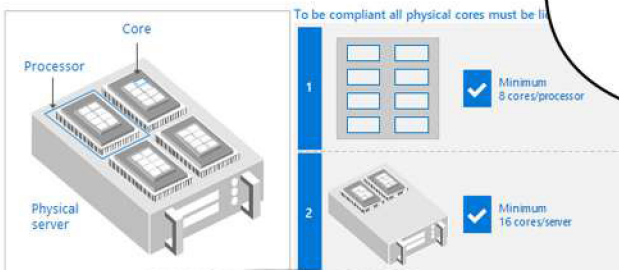 Core
Processor
Physical
server
To be compliant all physical cores must be
1
Minimum
8 cores/processor
2
Minimum
16 cores/server